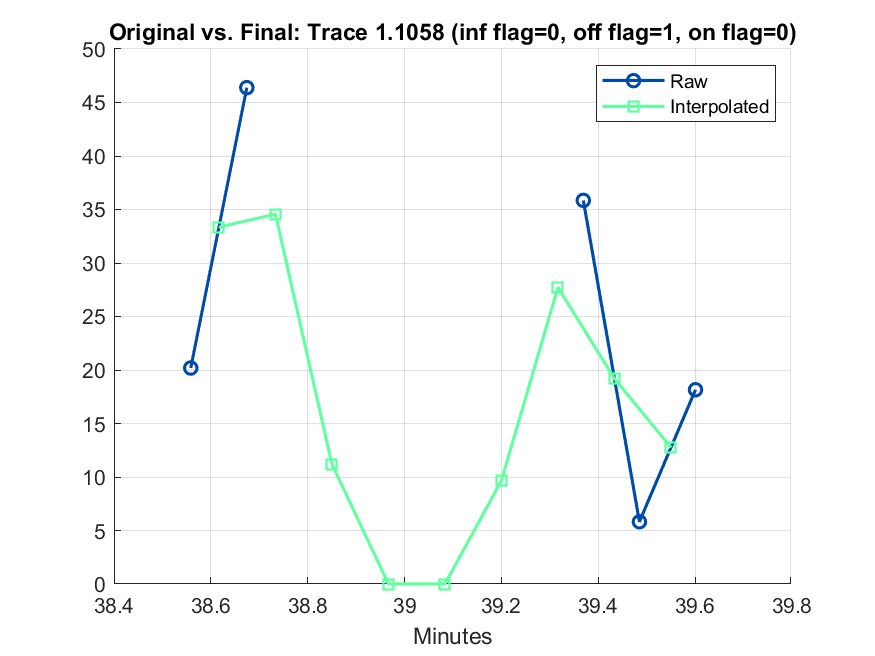 Original vs. Final: Trace 1.1058 (inf flag=0, off flag=1, on flag=0)
Raw
Interpolated
50
45
40
35
30
25
20
15
10
5
0
38.4 38.6 38.8 39 39.2 39.4 39.6 39.8
Minutes